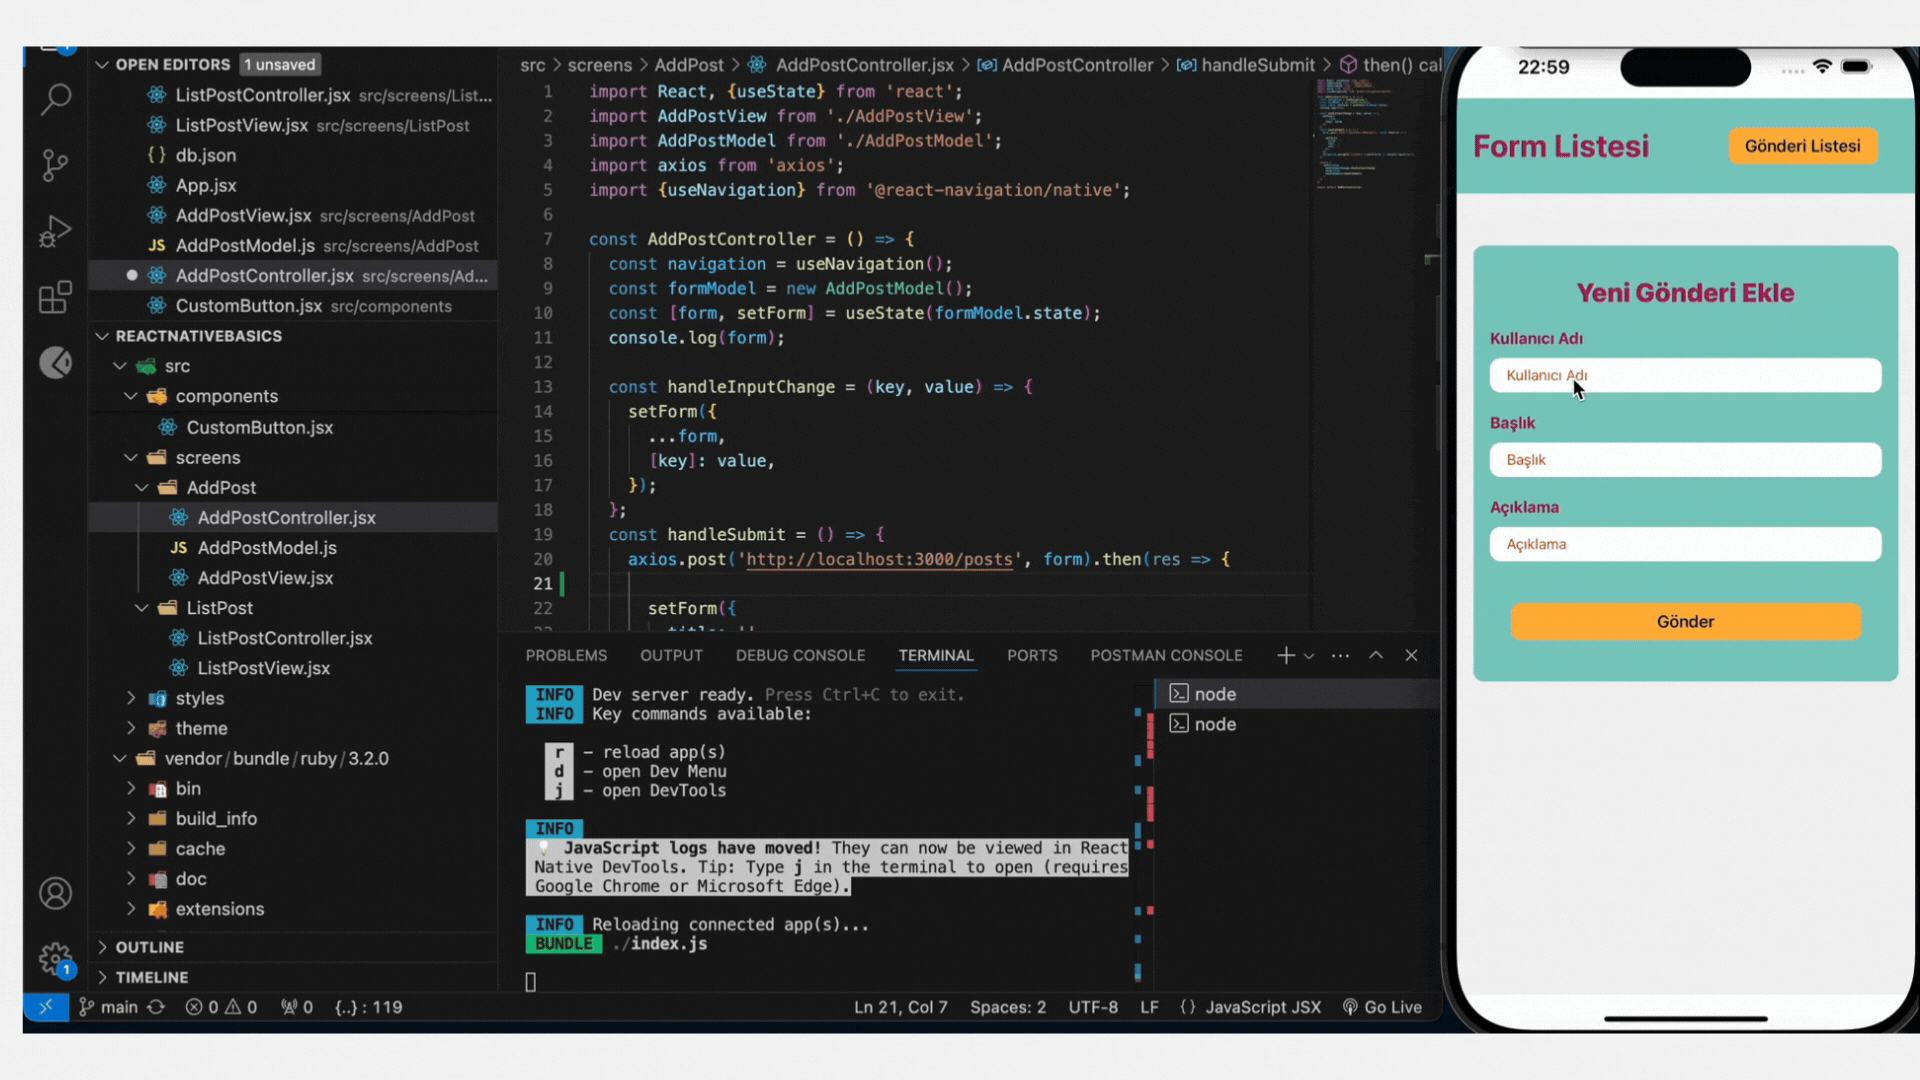 OPEN EDITORS 1 unsaved
ListPostController.jsx src/screens/List...
ListPostView.jsx src/screens/ListPost
{} db.json
App.jsx
AddPostView.jsx src/screens/AddPost
JS AddPostModel.js src/screens/AddPost
AddPostController.jsx src/screens/Ad...
CustomButton.jsx src/components
REACTNATIVEBASICS
src
components
CustomButton.jsx
screens
AddPost
AddPostController.jsx
JS AddPostModel.js
AddPostView.jsx
ListPost
ListPostController.jsx
ListPostView.jsx
styles
theme
vendor/bundle/ruby/3.2.0
bin
build_info
cache
doc
extensions
OUTLINE
TIMELINE
1
src > screens > AddPost > AddPostController.jsx > AddPostController > handleSubmit > then() cal
1 import React, {useState} from 'react';
2 import AddPostView from './AddPostView';
3 import AddPostModel from './AddPostModel';
4 import axios from 'axios';
5 import {useNavigation} from '@react-navigation/native';
6
7 const AddPostController = () => {
8 const navigation = useNavigation();
9 const formModel = new AddPostModel();
10 const [form, setForm] = useState(formModel.state);
11 console.log(form);
12
13 const handleInputChange = (key, value) => {
14 setForm({
15 ...form,
16 [key]: value,
17 });
18 };
19 const handleSubmit = () => {
20 axios.post('http://localhost:3000/posts', form).then(res => {
21
22 setForm({
PROBLEMS OUTPUT DEBUG CONSOLE TERMINAL PORTS POSTMAN CONSOLE
INFO Dev server ready. Press Ctrl+C to exit.
INFO Key commands available:
r - reload app(s)
d - open Dev Menu
j - open DevTools
INFO
JavaScript logs have moved! They can now be viewed in React
Native DevTools. Tip: Type j in the terminal to open (requires
Google Chrome or Microsoft Edge).
INFO Reloading connected app(s)...
BUNDLE ./index.js
node
node
main 0 0 0 {..} : 119 Ln 21, Col 7 Spaces: 2 UTF-8 LF {} JavaScript JSX Go Live
22:59
Form Listesi
Gönderi Listesi
Yeni Gönderi Ekle
Kullanıcı Adı
Kullanıcı Adı
Başlık
Başlık
Açıklama
Açıklama
Gönder